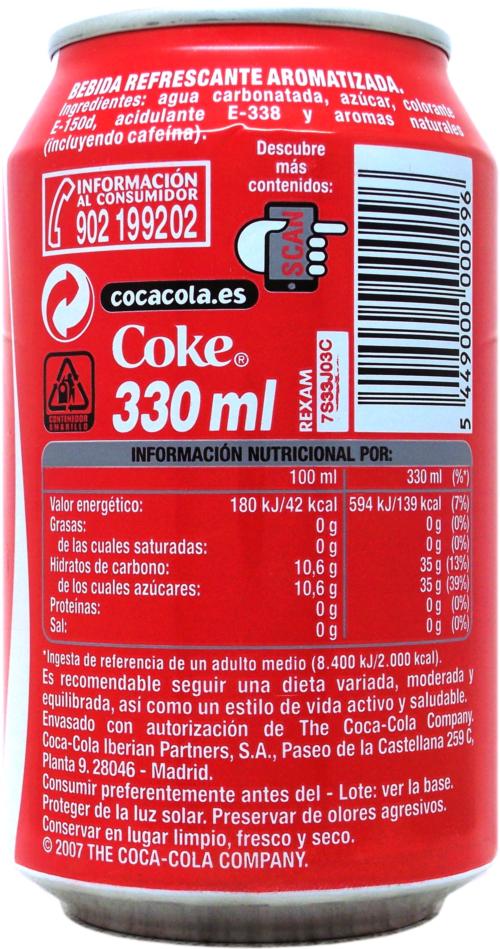 BEBIDA REFRESCANTE AROMATIZADA.
Ingredientes: agua carbonatada, azúcar, colorante
E-150d, acidulante E-338 y aromas naturales
(incluyendo cafeína).
Descubre
más
contenidos:
INFORMACIÓN
AL CONSUMIDOR
902 199202
SCAN
cocacola.es
Coke®
330 ml
CONTENEDOR
AMARILLO
REXAM
7S33J03C
5 449000 000996
INFORMACIÓN NUTRICIONAL POR:
100 ml 330 ml (%*)
Valor energético: 180 kJ/42 kcal 594 kJ/139 kcal (7%)
Grasas: 0 g 0 g (0%)
de las cuales saturadas: 0 g 0 g (0%)
Hidratos de carbono: 10,6 g 35 g (13%)
de los cuales azúcares: 10,6 g 35 g (39%)
Proteínas: 0 g 0 g (0%)
Sal: 0 g 0 g (0%)
*Ingesta de referencia de un adulto medio (8.400 kJ/2.000 kcal).
Es recomendable seguir una dieta variada, moderada y
equilibrada, así como un estilo de vida activo y saludable.
Envasado con autorización de The Coca-Cola Company.
Coca-Cola Iberian Partners, S.A., Paseo de la Castellana 259 C,
Planta 9. 28046 - Madrid.
Consumir preferentemente antes del - Lote: ver la base.
Proteger de la luz solar. Preservar de olores agresivos.
Conservar en lugar limpio, fresco y seco.
© 2007 THE COCA-COLA COMPANY.